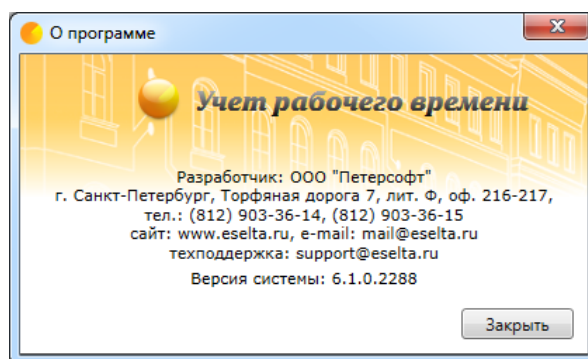 О программе
Учет рабочего времени
Разработчик: ООО "Петерсофт"
г. Санкт-Петербург, Торфяная дорога 7, лит. Ф, оф. 216-217,
тел.: (812) 903-36-14, (812) 903-36-15
сайт: www.eselta.ru, e-mail: mail@eselta.ru
техподдержка: support@eselta.ru
Версия системы: 6.1.0.2288
Закрыть